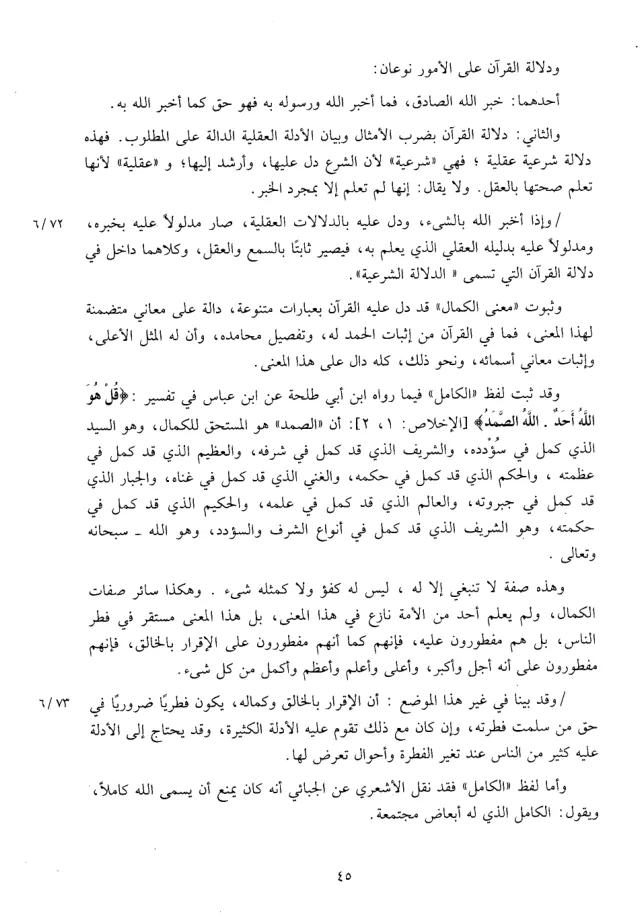 ودلالة القرآن على الأمور نوعان:
أحدهما: خبر الله الصادق، فما أخبر الله ورسوله به فهو حق كما أخبر الله به.
والثاني: دلالة القرآن بضرب الأمثال وبيان الأدلة العقلية الدالة على المطلوب. فهذه
دلالة شرعية عقلية ؛ فهي «شرعية» لأن الشرع دل عليها، وأرشد إليها؛ و «عقلية» لأنها
تعلم صحتها بالعقل. ولا يقال: إنها لم تعلم إلا بمجرد الخبر.
/ وإذا أخبر الله بالشىء، ودل عليه بالدلالات العقلية، صار مدلولاً عليه بخبره، ٦/٧٢
ومدلولاً عليه بدليله العقلي الذي يعلم به، فيصير ثابتًا بالسمع والعقل، وكلاهما داخل في
دلالة القرآن التي تسمى « الدلالة الشرعية».
وثبوت «معنى الكمال» قد دل عليه القرآن بعبارات متنوعة، دالة على معاني متضمنة
لهذا المعنى، فما في القرآن من إثبات الحمد له، وتفصيل محامده، وأن له المثل الأعلى،
وإثبات معاني أسمائه، ونحو ذلك، كله دال على هذا المعنى.
وقد ثبت لفظ «الكامل» فيما رواه ابن أبي طلحة عن ابن عباس في تفسير : ﴿قُلْ هُوَ
اللَّهُ أَحَدٌ . اللَّهُ الصَّمَدُ﴾ [الإخلاص: ١، ٢]: أن «الصمد» هو المستحق للكمال، وهو السيد
الذي كمل في سُؤْدده، والشريف الذي قد كمل في شرفه، والعظيم الذي قد كمل في
عظمته ، والحكم الذي قد كمل في حكمه، والغني الذي قد كمل في غناه، والجبار الذي
قد كمل في جبروته، والعالم الذي قد كمل في علمه، والحكيم الذي قد كمل في
حكمته، وهو الشريف الذي قد كمل في أنواع الشرف والسؤدد، وهو الله ــ سبحانه
وتعالى .
وهذه صفة لا تنبغي إلا له ، ليس له كفؤ ولا كمثله شىء . وهكذا سائر صفات
الكمال، ولم يعلم أحد من الأمة نازع في هذا المعنى، بل هذا المعنى مستقر في فطر
الناس، بل هم مفطورون عليه، فإنهم كما أنهم مفطورون على الإقرار بالخالق، فإنهم
مفطورون على أنه أجل وأكبر، وأعلى وأعلم وأعظم وأكمل من كل شىء.
/ وقد بينا في غير هذا الموضع : أن الإقرار بالخالق وكماله، يكون فطريًا ضروريًا في ٦/٧٣
حق من سلمت فطرته، وإن كان مع ذلك تقوم عليه الأدلة الكثيرة، وقد يحتاج إلى الأدلة
عليه كثير من الناس عند تغير الفطرة وأحوال تعرض لها.
وأما لفظ «الكامل» فقد نقل الأشعري عن الجبائي أنه كان يمنع أن يسمى الله كاملاً،
ويقول: الكامل الذي له أبعاض مجتمعة.
٤٥